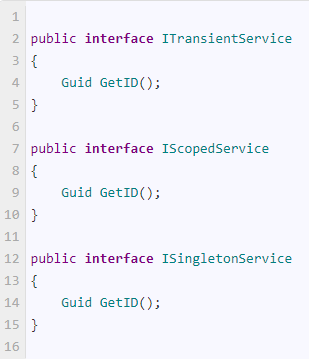 1
2 public interface ITransientService
3 {
4     Guid GetID();
5 }
6
7 public interface IScopedService
8 {
9     Guid GetID();
10 }
11
12 public interface ISingletonService
13 {
14     Guid GetID();
15 }
16